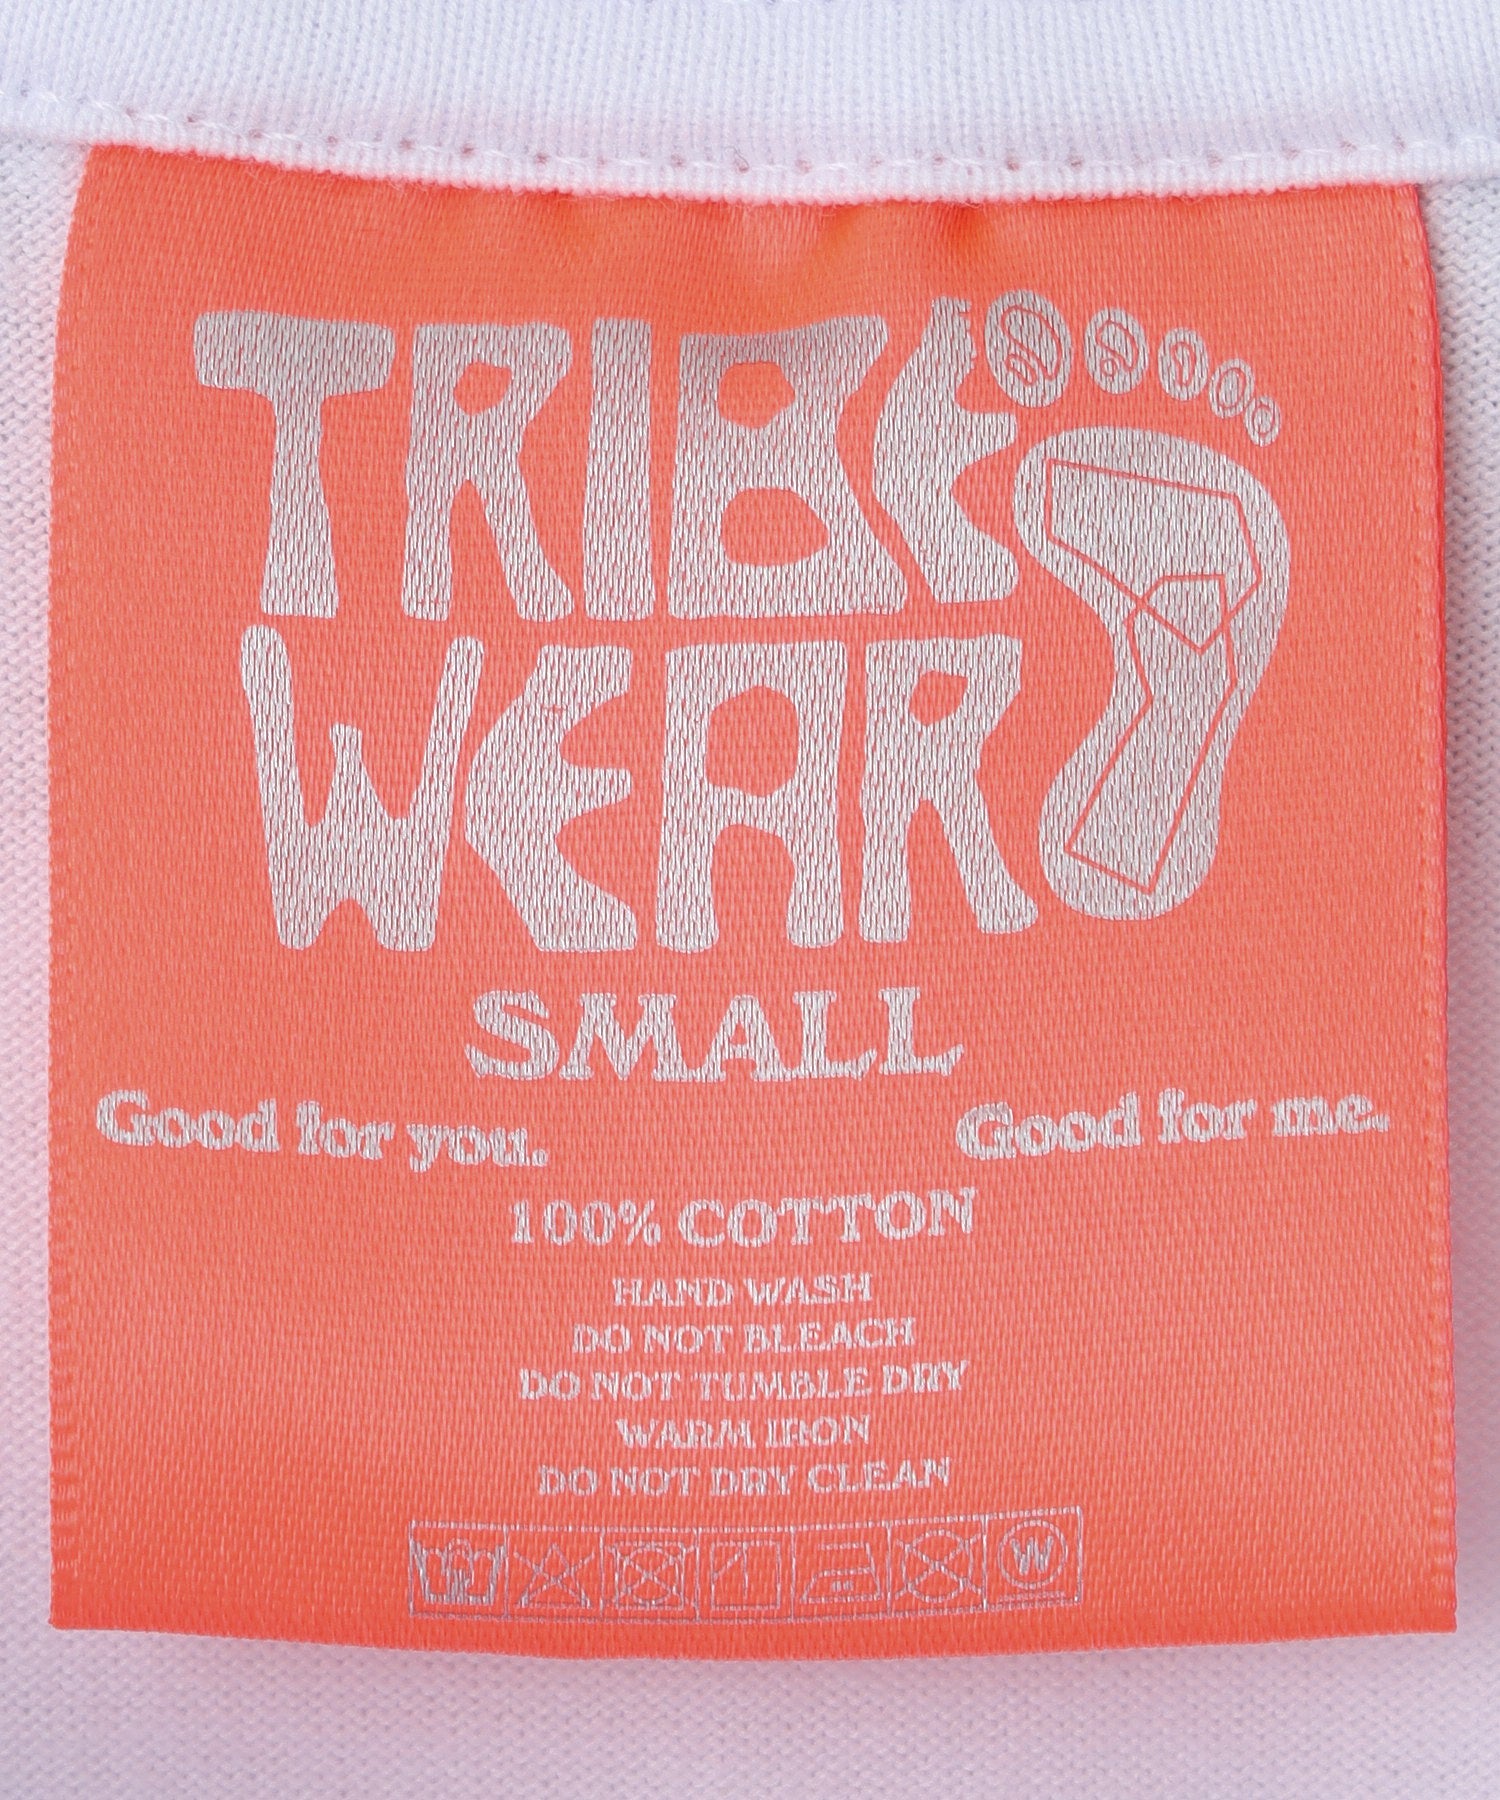 TRIBE
WEAR
SMALL
Good for you. Good for me.
100% COTTON
HAND WASH
DO NOT BLEACH
DO NOT TUMBLE DRY
WARM IRON
DO NOT DRY CLEAN
W